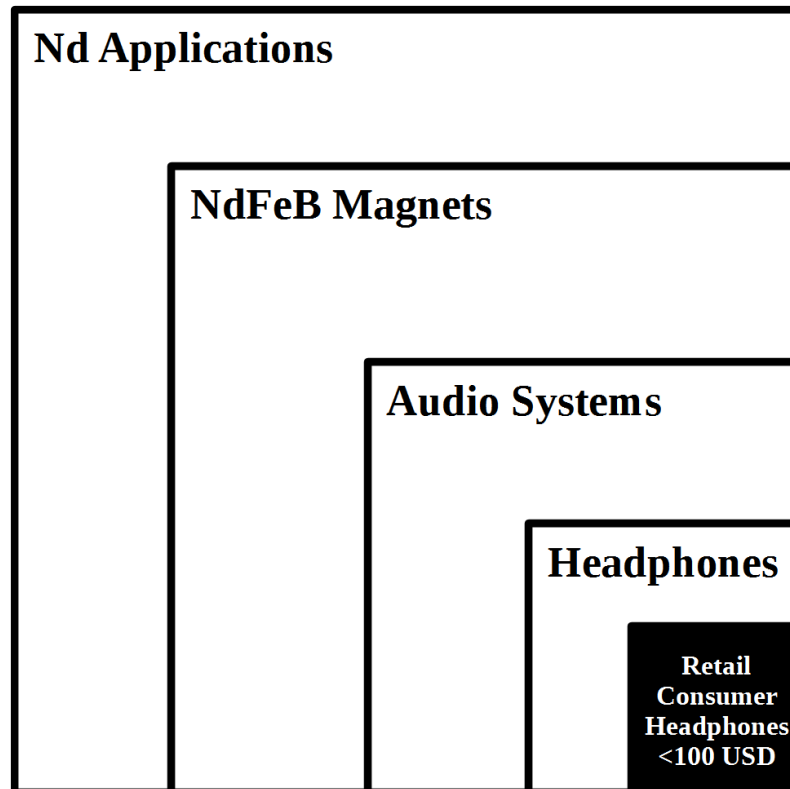 Nd Applications
NdFeB Magnets
Audio Systems
Headphones
Retail
Consumer
Headphones
<100 USD